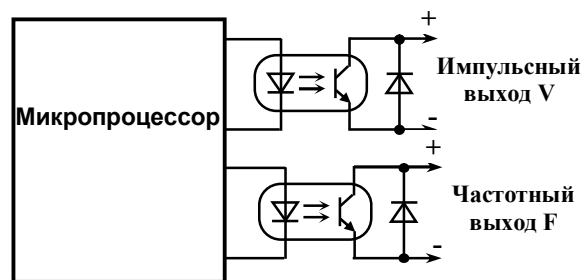 Микропроцессор
+
Импульсный
выход V
-
+
Частотный
выход F
-